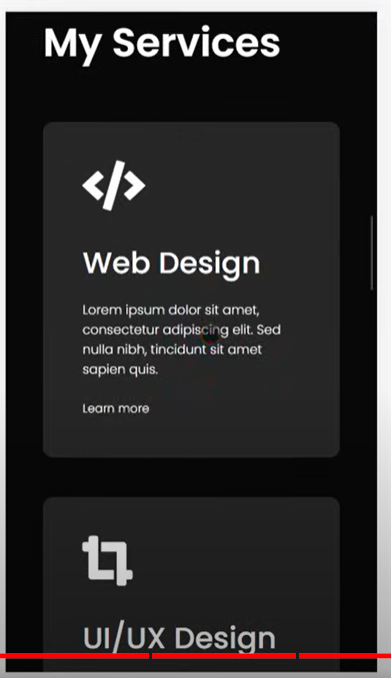 My Services
Web Design
Lorem ipsum dolor sit amet,
consectetur adipiscing elit. Sed
nulla nibh, tincidunt sit amet
sapien quis.
Learn more
UI/UX Design